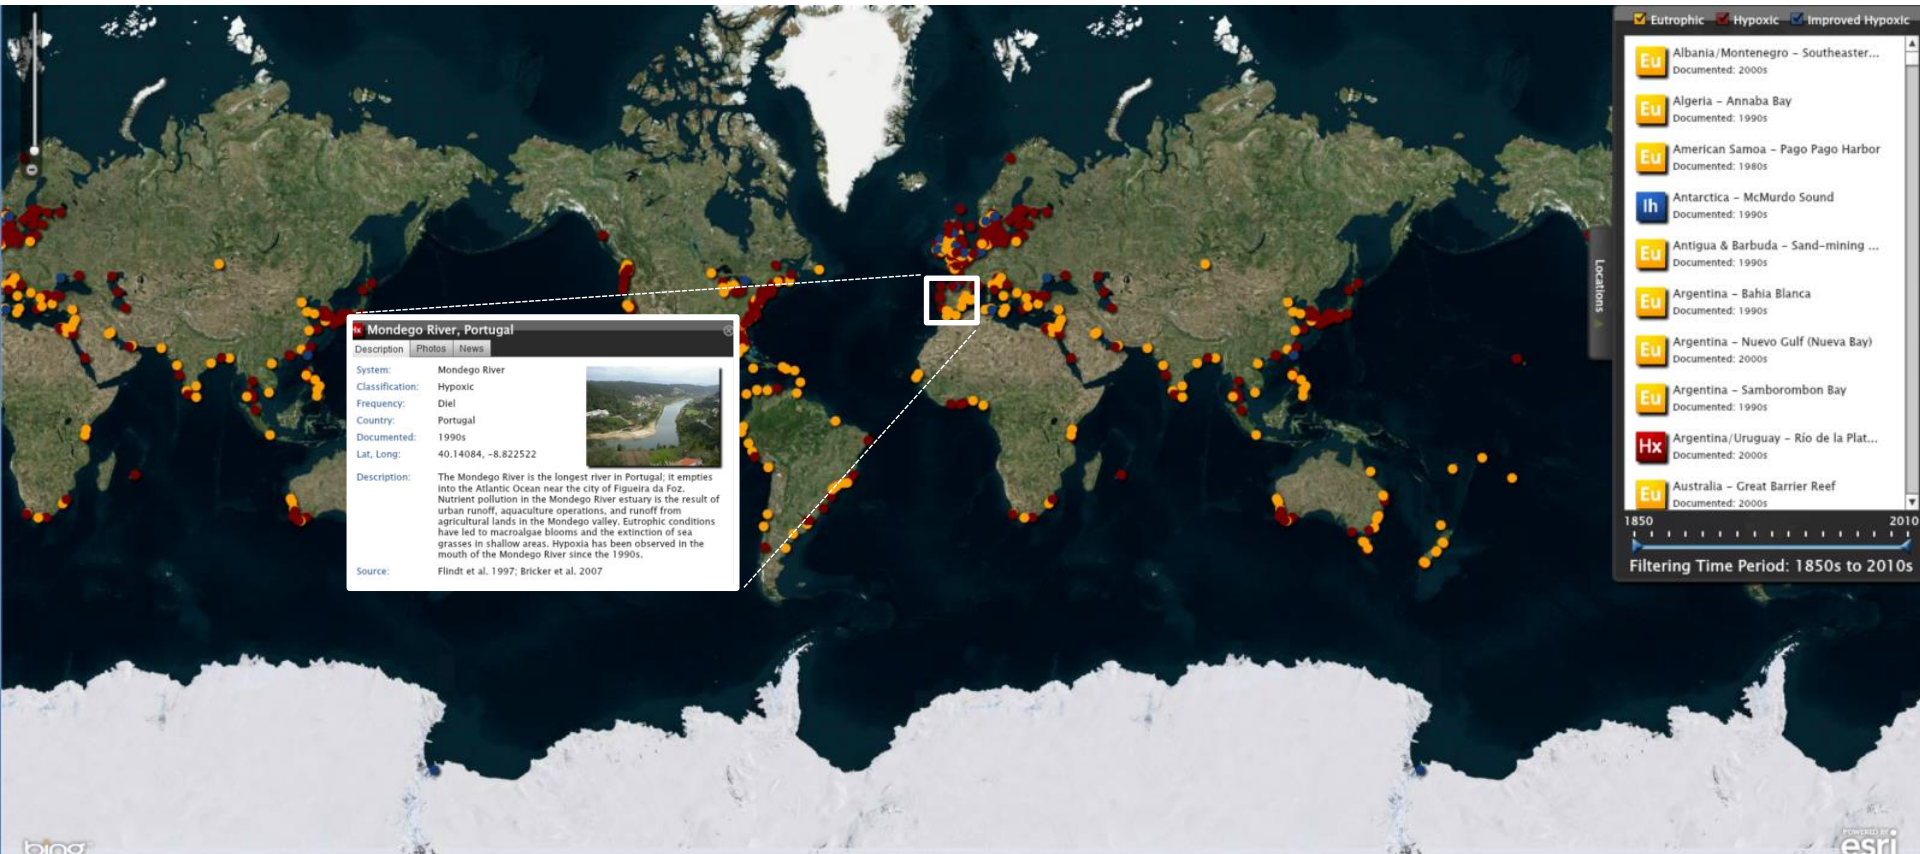 Eutrophic Hypoxic Improved Hypoxic
Eu Albania/Montenegro - Southeaster...
Documented: 2000s
Eu Algeria - Annaba Bay
Documented: 1990s
Eu American Samoa - Pago Pago Harbor
Documented: 1980s
Ih Antarctica - McMurdo Sound
Documented: 1990s
Eu Antigua & Barbuda - Sand-mining ...
Documented: 1990s
Eu Argentina - Bahia Blanca
Documented: 1990s
Eu Argentina - Nuevo Gulf (Nueva Bay)
Documented: 2000s
Eu Argentina - Samborombon Bay
Documented: 1990s
Hx Argentina/Uruguay - Río de la Plat...
Documented: 2000s
Eu Australia - Great Barrier Reef
Documented: 2000s
1850 2010
Filtering Time Period: 1850s to 2010s
Locations
Hx Mondego River, Portugal
Description Photos News
System: Mondego River
Classification: Hypoxic
Frequency: Diel
Country: Portugal
Documented: 1990s
Lat, Long: 40.14084, -8.822522
Description: The Mondego River is the longest river in Portugal; it empties
into the Atlantic Ocean near the city of Figueira da Foz.
Nutrient pollution in the Mondego River estuary is the result of
urban runoff, aquaculture operations, and runoff from
agricultural lands in the Mondego valley. Eutrophic conditions
have led to macroalgae blooms and the extinction of sea
grasses in shallow areas. Hypoxia has been observed in the
mouth of the Mondego River since the 1990s.
Source: Flindt et al. 1997; Bricker et al. 2007
bing
POWERED BY
esri